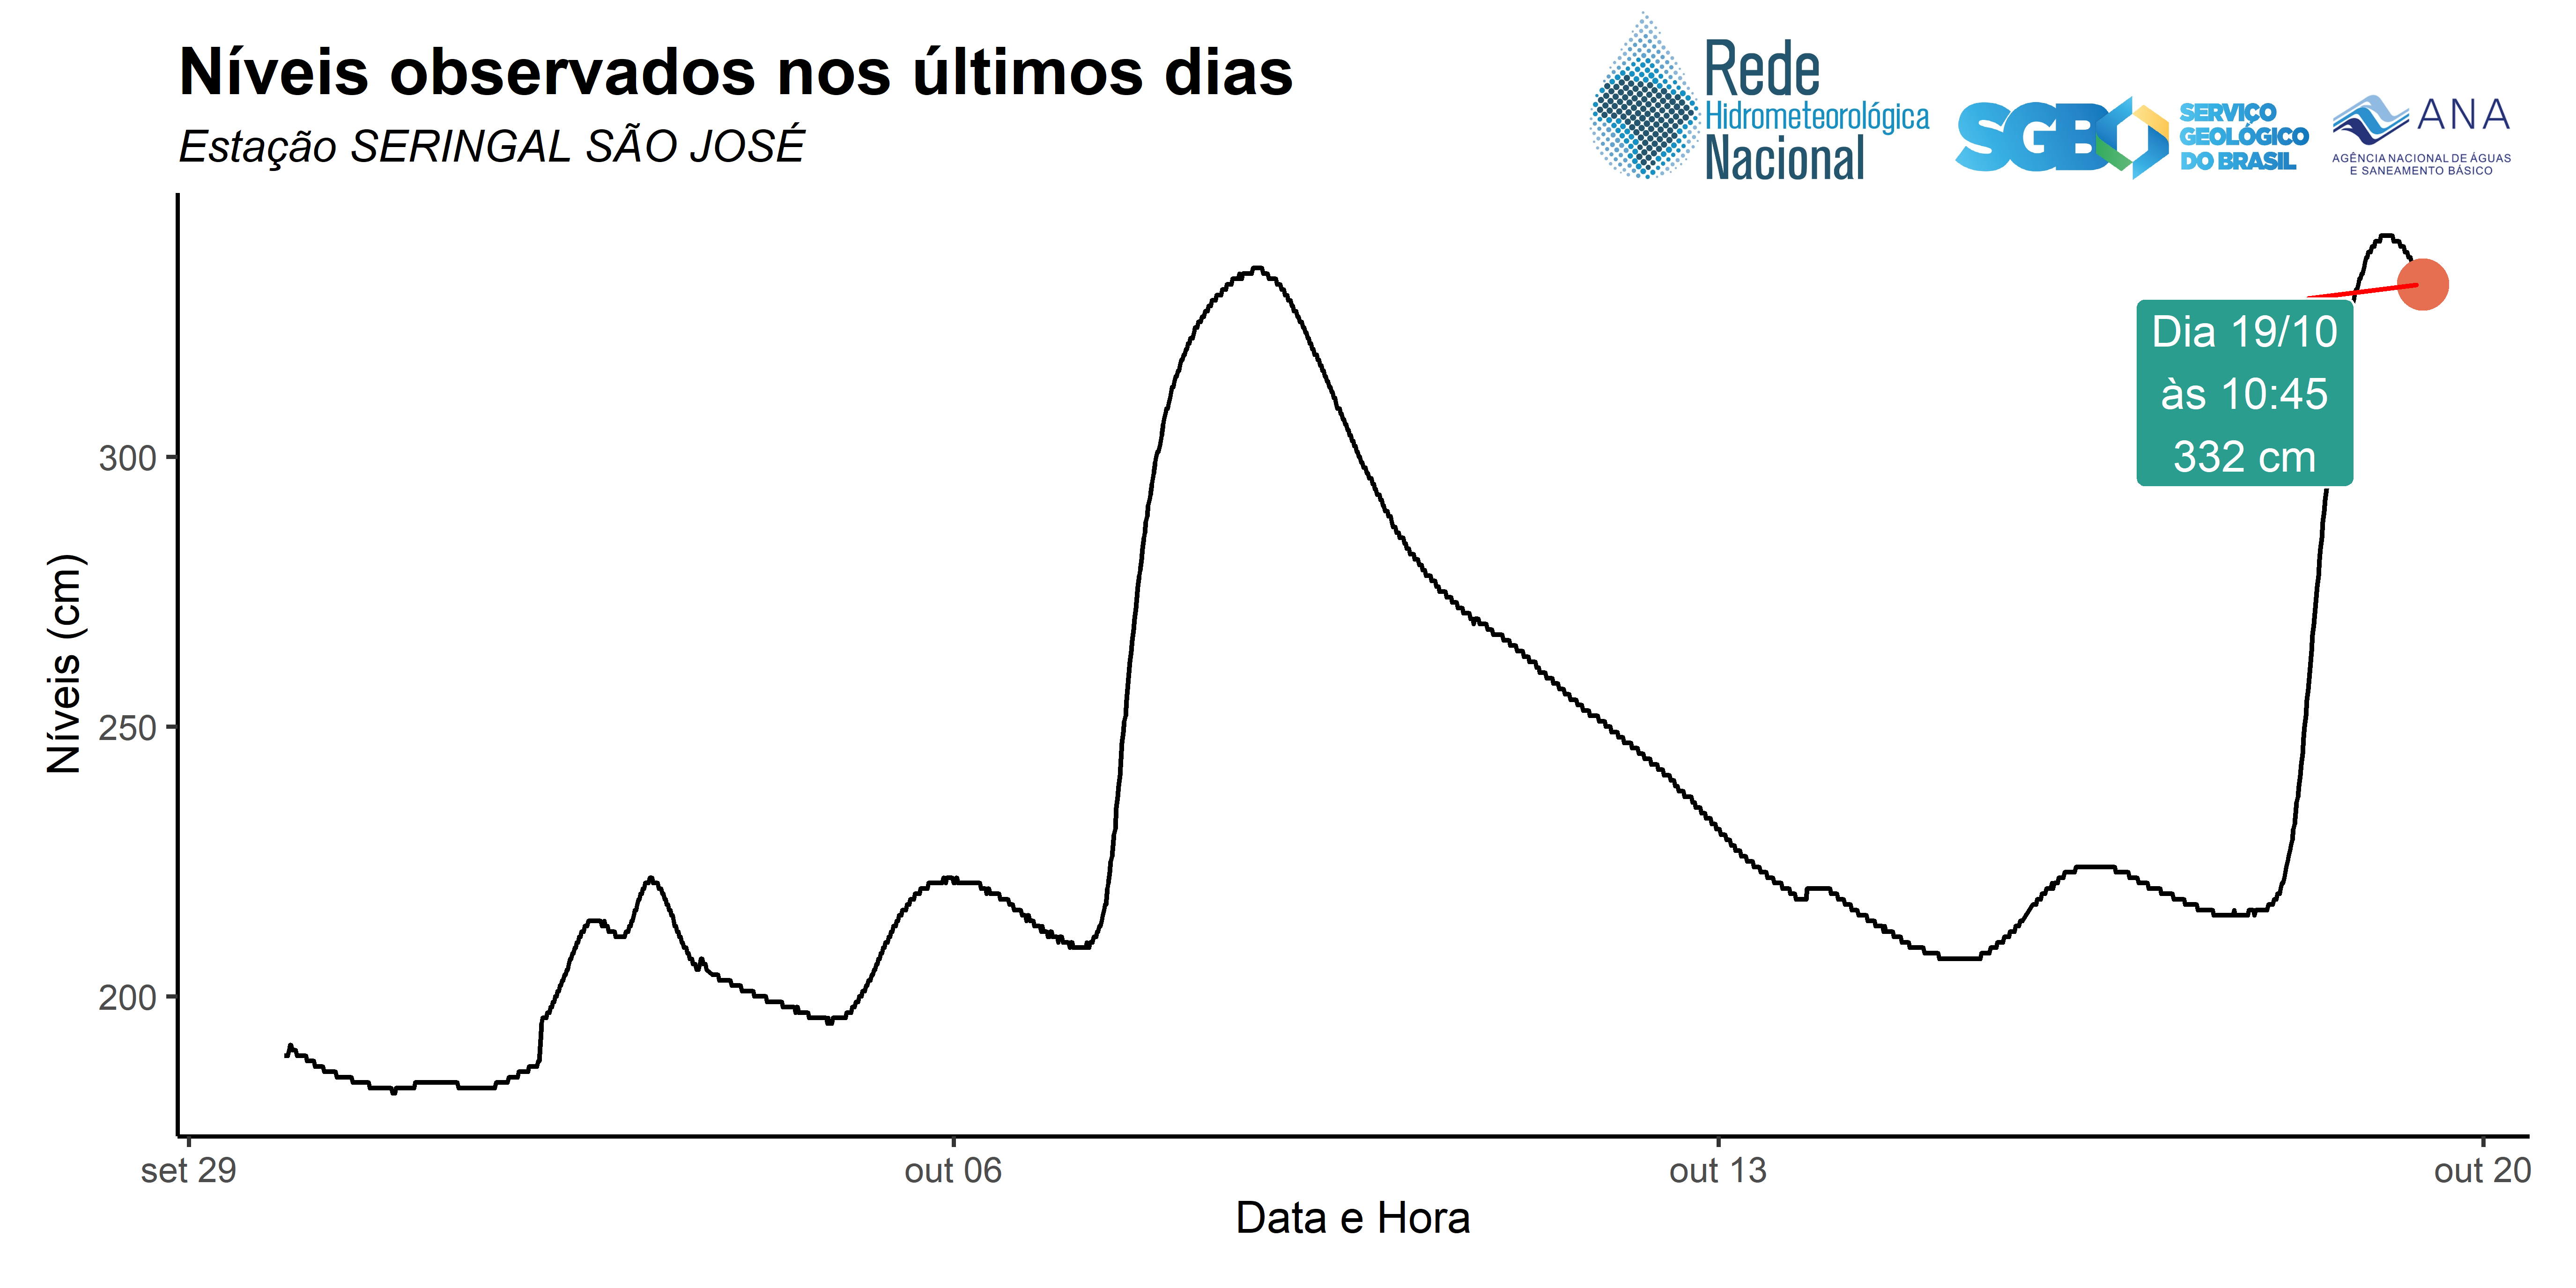 Níveis observados nos últimos dias
Estação SERINGAL SÃO JOSÉ
Rede
Hidrometeorológica
Nacional
SGB
SERVIÇO
GEOLÓGICO
DO BRASIL
ANA
AGÊNCIA NACIONAL DE ÁGUAS
E SANEAMENTO BÁSICO
Níveis (cm)
300
250
200
Dia 19/10
às 10:45
332 cm
set 29
out 06
out 13
out 20
Data e Hora